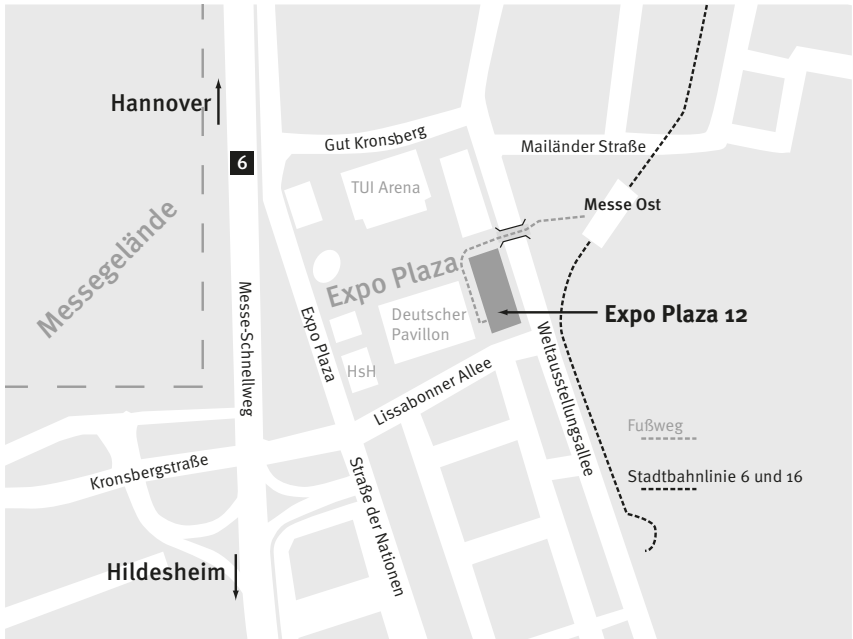 Hannover
Gut Kronsberg
Mailänder Straße
6
TUI Arena
Messe Ost
Messegelände
Expo Plaza
Messe-Schnellweg
Expo Plaza
Deutscher
Pavillon
Expo Plaza 12
HsH
Lissabonner Allee
Weltausstellungsallee
Fußweg
Kronsbergstraße
Straße der Nationen
Stadtbahnlinie 6 und 16
Hildesheim